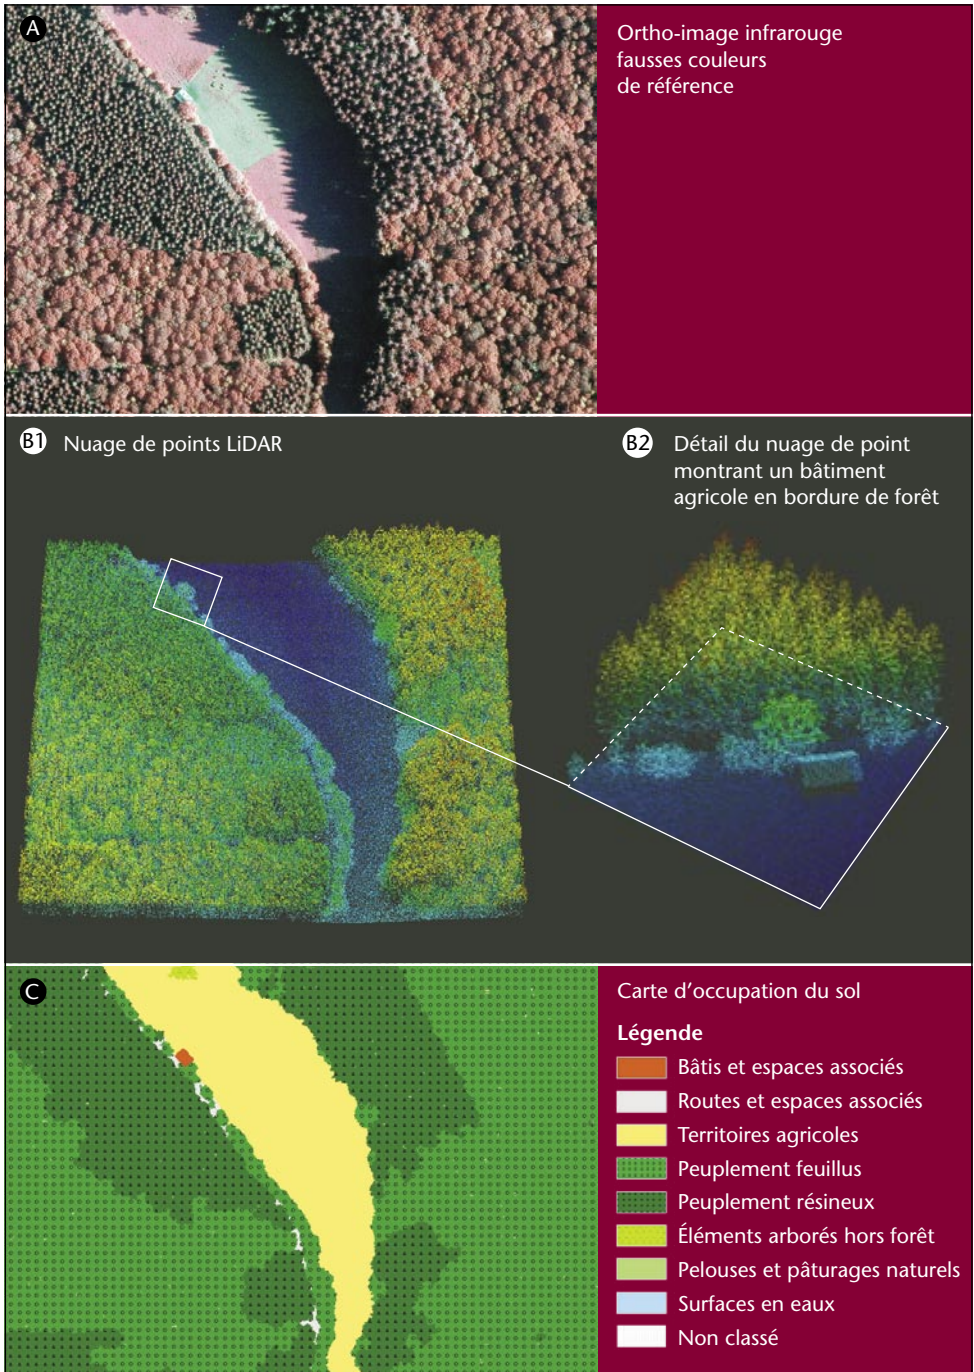 A
Ortho-image infrarouge
fausses couleurs
de référence
B1 Nuage de points LiDAR
B2 Détail du nuage de point
montrant un bâtiment
agricole en bordure de forêt
C
Carte d’occupation du sol
Légende
Bâtis et espaces associés
Routes et espaces associés
Territoires agricoles
Peuplement feuillus
Peuplement résineux
Éléments arborés hors forêt
Pelouses et pâturages naturels
Surfaces en eaux
Non classé